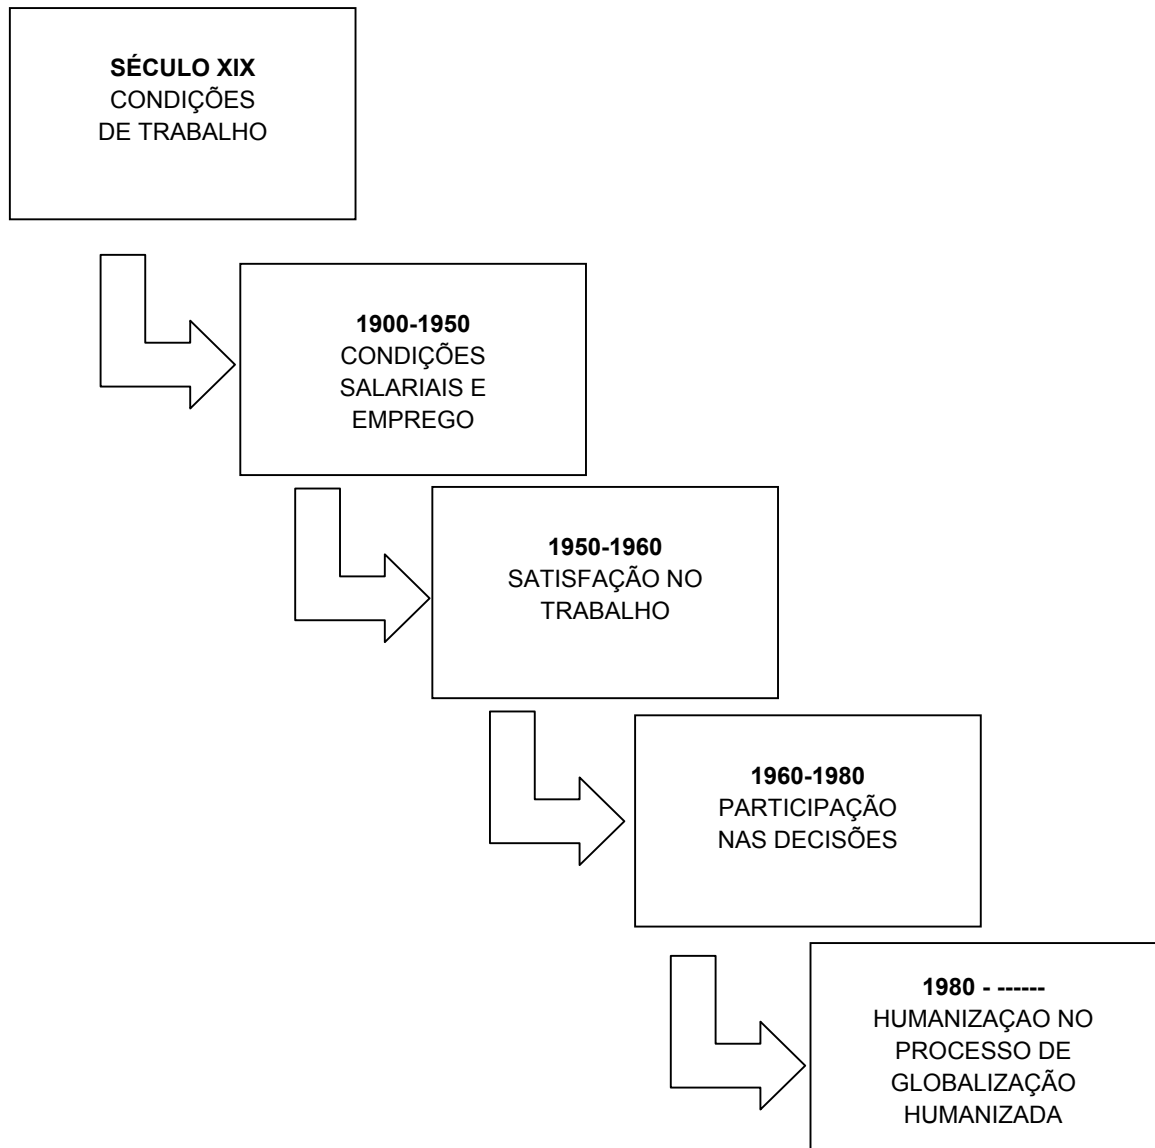 SÉCULO XIX
CONDIÇÕES
DE TRABALHO
1900-1950
CONDIÇÕES
SALARIAIS E
EMPREGO
1950-1960
SATISFAÇÃO NO
TRABALHO
1960-1980
PARTICIPAÇÃO
NAS DECISÕES
1980 - ------
HUMANIZAÇAO NO
PROCESSO DE
GLOBALIZAÇÃO
HUMANIZADA